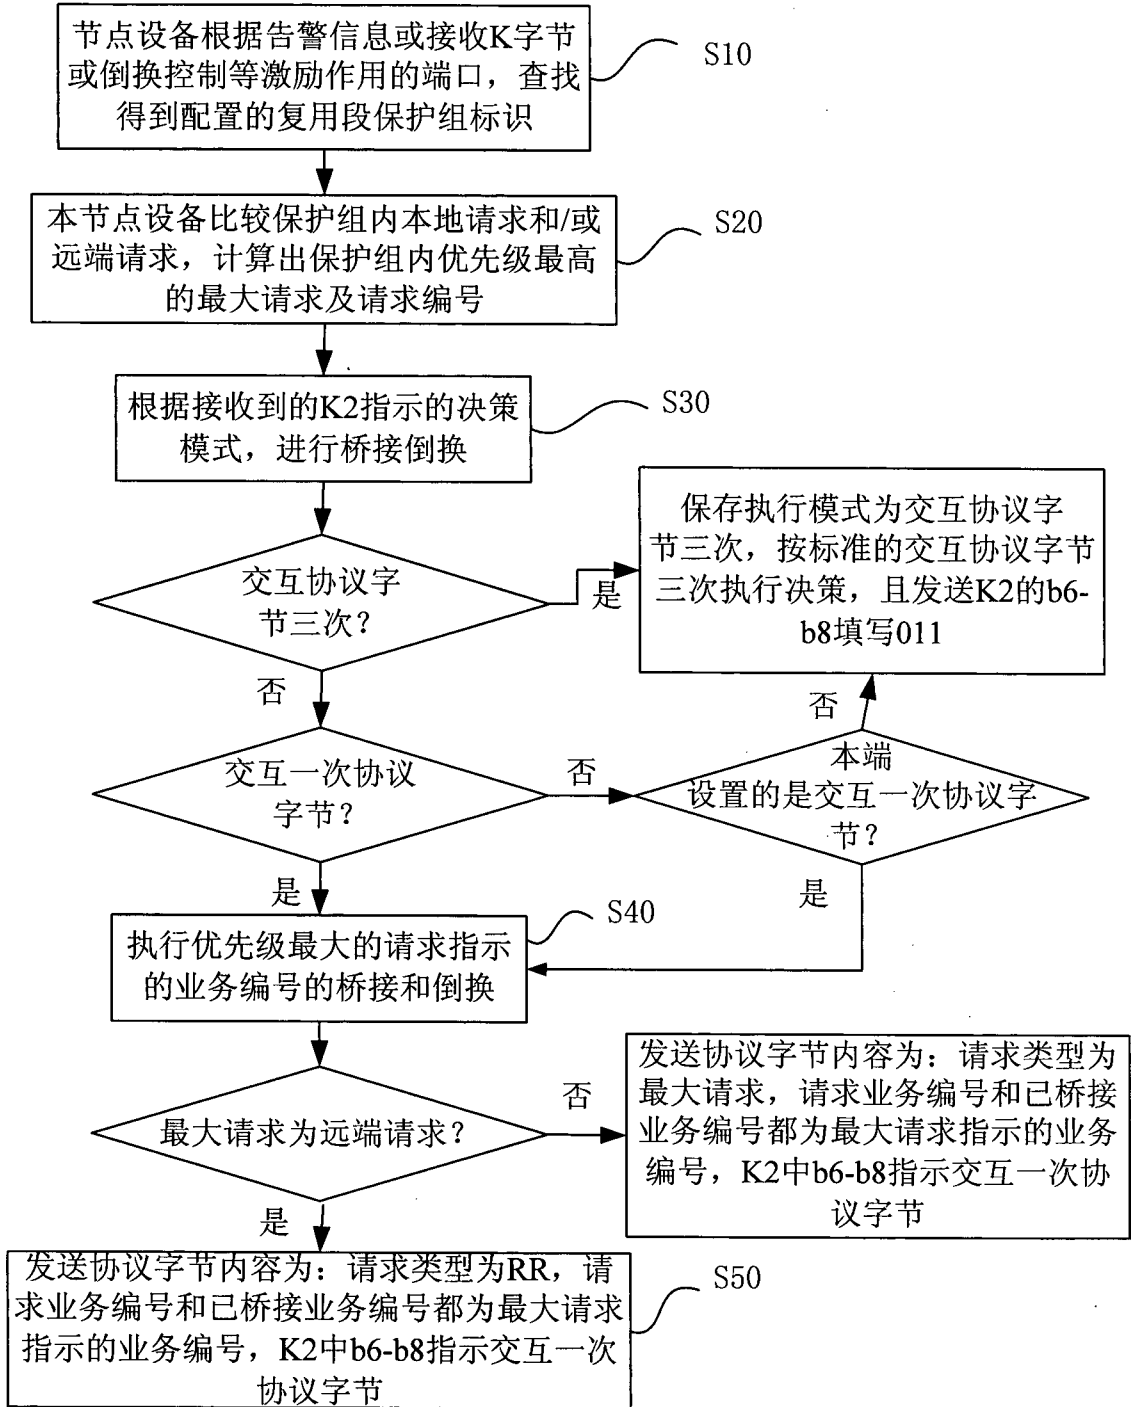 节点设备根据告警信息或接收K字节
或倒换控制等激励作用的端口，查找
得到配置的复用段保护组标识
S10
本节点设备比较保护组内本地请求和/或
远端请求，计算出保护组内优先级最高
的最大请求及请求编号
S20
根据接收到的K2指示的决策
模式，进行桥接倒换
S30
交互协议字
节三次？
是
保存执行模式为交互协议字
节三次，按标准的交互协议字节
三次执行决策，且发送K2的b6-
b8填写011
否
交互一次协议
字节？
否
本端
设置的是交互一次协议字
节？
否
是
是
执行优先级最大的请求指示
的业务编号的桥接和倒换
S40
最大请求为远端请求？
否
发送协议字节内容为：请求类型为
最大请求，请求业务编号和已桥接
业务编号都为最大请求指示的业务
编号，K2中b6-b8指示交互一次协
议字节
是
发送协议字节内容为：请求类型为RR，请
求业务编号和已桥接业务编号都为最大请求
指示的业务编号，K2中b6-b8指示交互一次
协议字节
S50